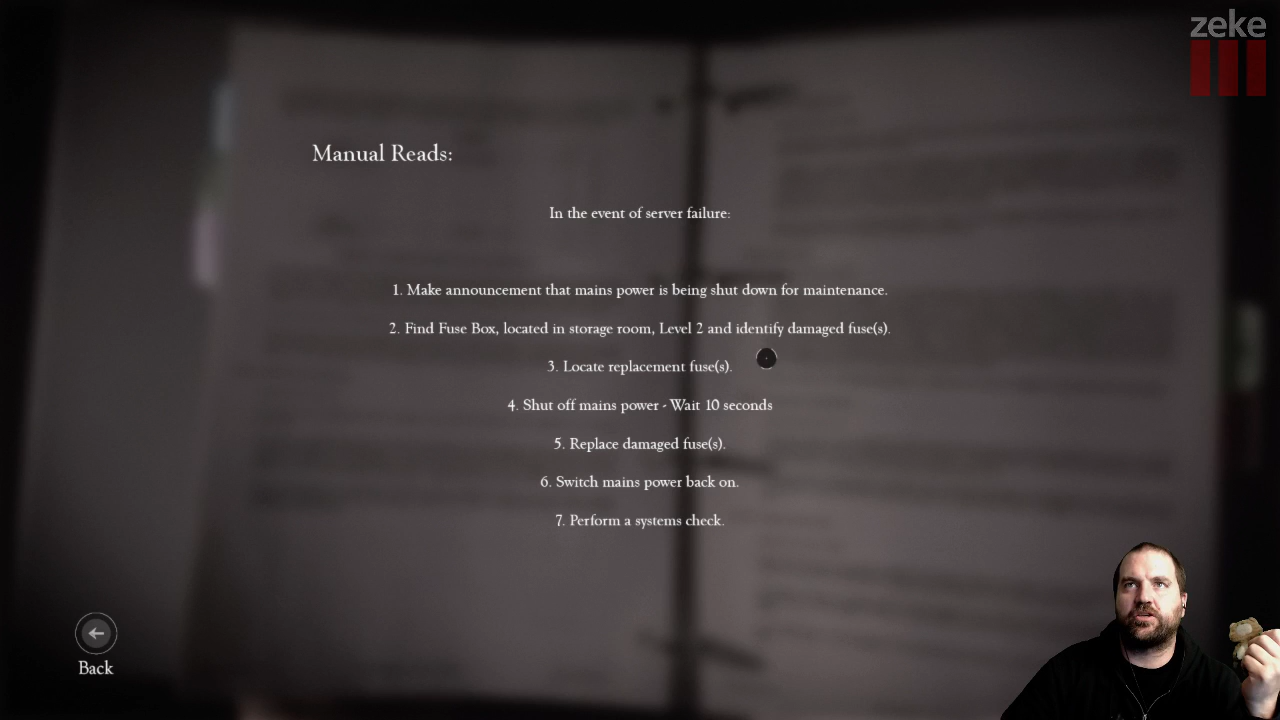 zeke
III
Manual Reads:
In the event of server failure:
1. Make announcement that mains power is being shut down for maintenance.
2. Find Fuse Box, located in storage room, Level 2 and identify damaged fuse(s).
3. Locate replacement fuse(s).
4. Shut off mains power - Wait 10 seconds
5. Replace damaged fuse(s).
6. Switch mains power back on.
7. Perform a systems check.
Back